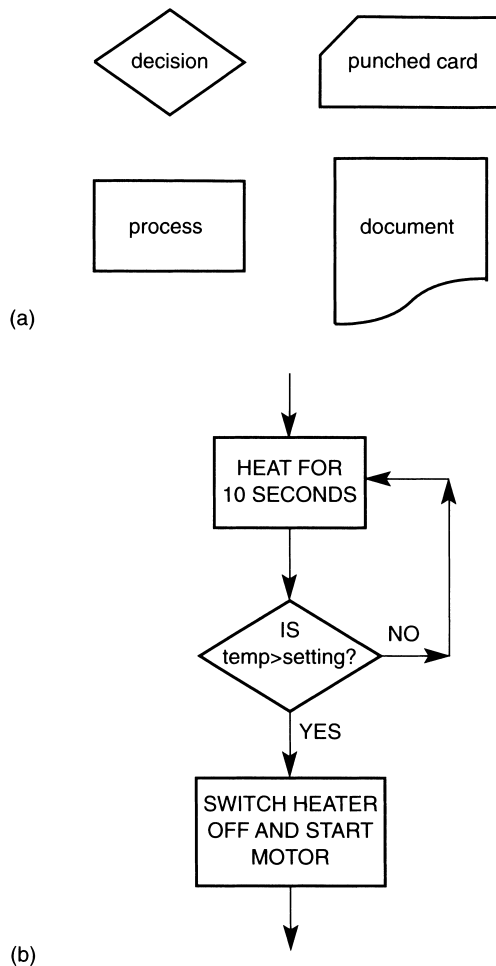 decision
punched card
process
document
(a)
HEAT FOR
10 SECONDS
IS
temp>setting?
NO
YES
SWITCH HEATER
OFF AND START
MOTOR
(b)